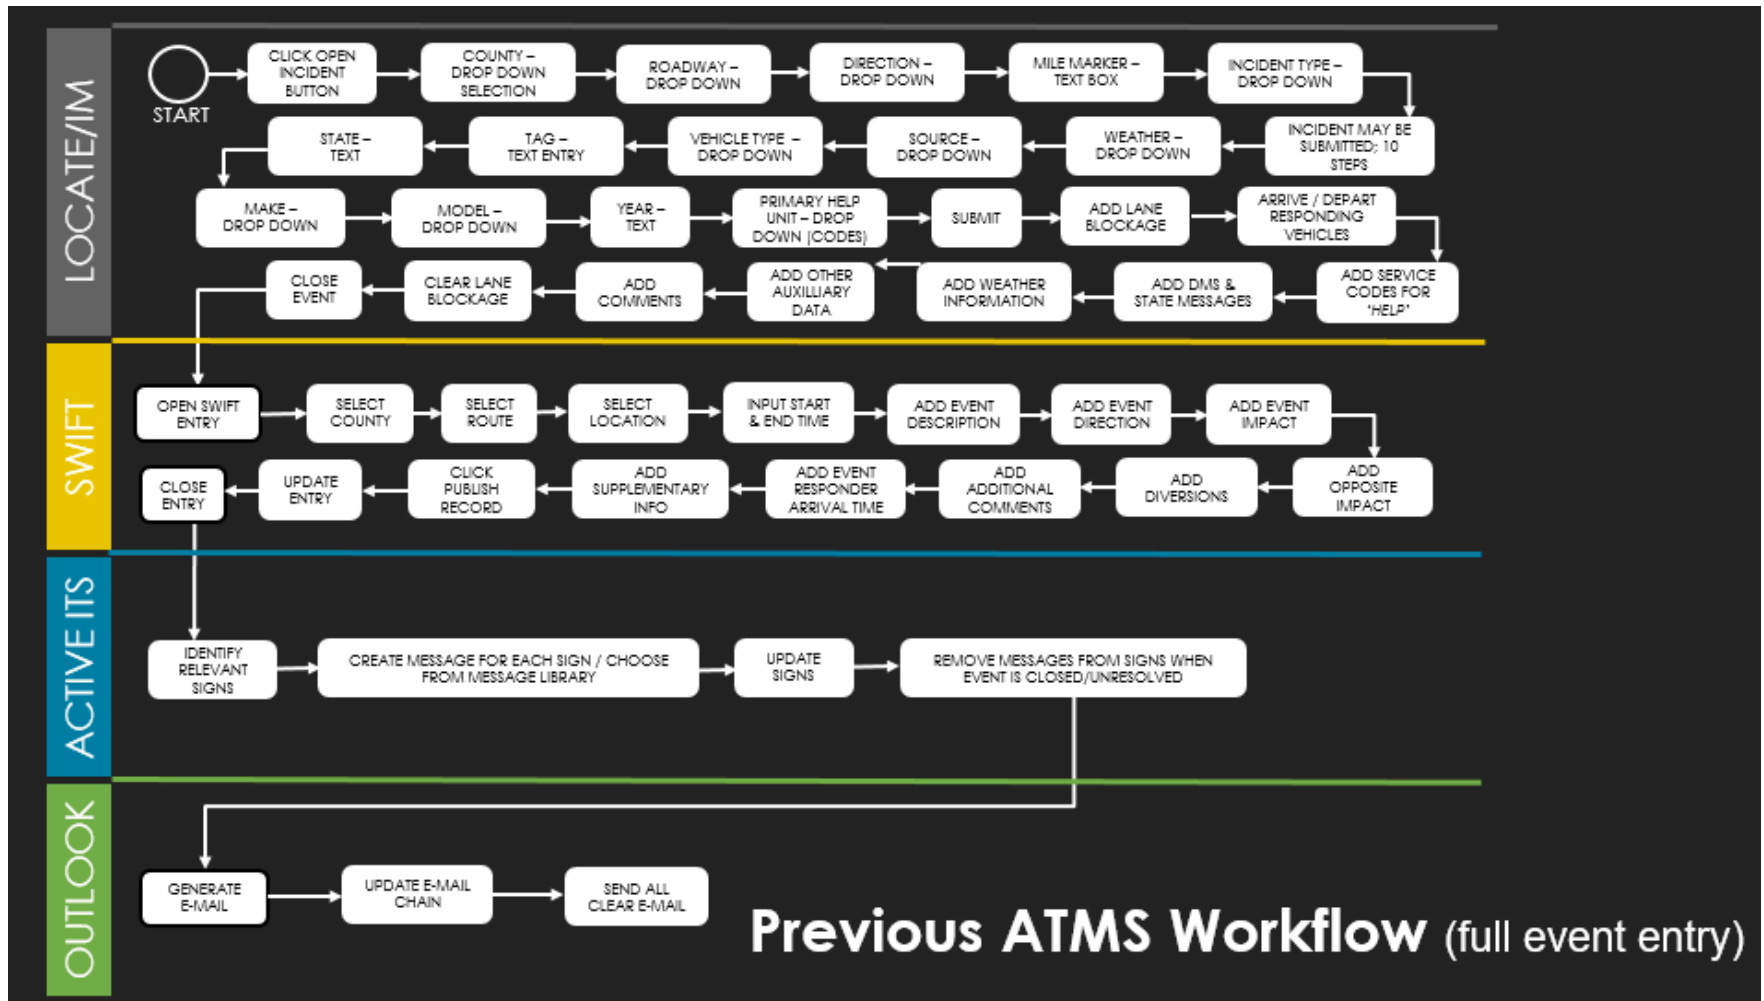 LOCATE/IM
START
CLICK OPEN
INCIDENT
BUTTON
COUNTY –
DROP DOWN
SELECTION
ROADWAY –
DROP DOWN
DIRECTION –
DROP DOWN
MILE MARKER –
TEXT BOX
INCIDENT TYPE –
DROP DOWN
INCIDENT MAY BE
SUBMITTED; 10
STEPS
WEATHER –
DROP DOWN
SOURCE –
DROP DOWN
VEHICLE TYPE –
DROP DOWN
TAG –
TEXT ENTRY
STATE –
TEXT
MAKE –
DROP DOWN
MODEL –
DROP DOWN
YEAR –
TEXT
PRIMARY HELP
UNIT – DROP
DOWN (CODES)
SUBMIT
ADD LANE
BLOCKAGE
ARRIVE / DEPART
RESPONDING
VEHICLES
ADD SERVICE
CODES FOR
"HELP"
ADD DMS &
STATE MESSAGES
ADD WEATHER
INFORMATION
ADD OTHER
AUXILLIARY
DATA
ADD
COMMENTS
CLEAR LANE
BLOCKAGE
CLOSE
EVENT
SWIFT
OPEN SWIFT
ENTRY
SELECT
COUNTY
SELECT
ROUTE
SELECT
LOCATION
INPUT START
& END TIME
ADD EVENT
DESCRIPTION
ADD EVENT
DIRECTION
ADD EVENT
IMPACT
ADD
OPPOSITE
IMPACT
ADD
DIVERSIONS
ADD
ADDITIONAL
COMMENTS
ADD EVENT
RESPONDER
ARRIVAL TIME
ADD
SUPPLEMENTARY
INFO
CLICK
PUBLISH
RECORD
UPDATE
ENTRY
CLOSE
ENTRY
ACTIVE ITS
IDENTIFY
RELEVANT
SIGNS
CREATE MESSAGE FOR EACH SIGN / CHOOSE
FROM MESSAGE LIBRARY
UPDATE
SIGNS
REMOVE MESSAGES FROM SIGNS WHEN
EVENT IS CLOSED/UNRESOLVED
OUTLOOK
GENERATE
E-MAIL
UPDATE E-MAIL
CHAIN
SEND ALL
CLEAR E-MAIL
Previous ATMS Workflow (full event entry)